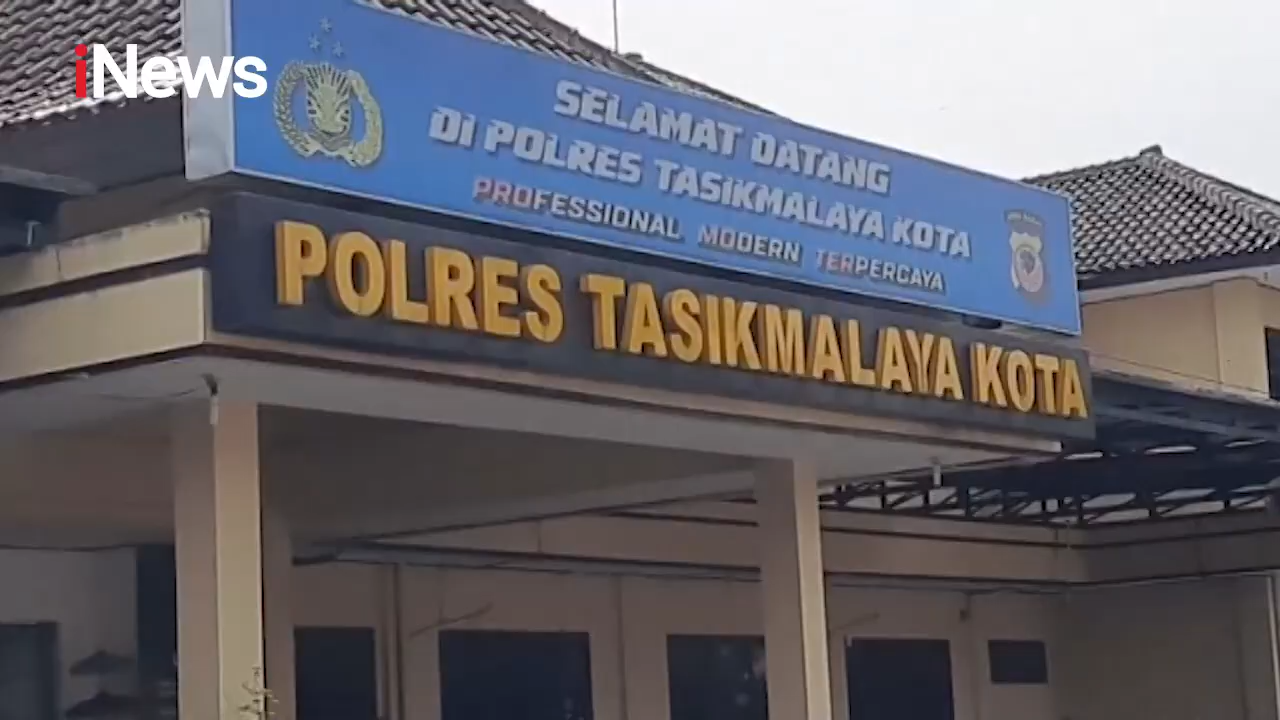 iNews
SELAMAT DATANG
DI POLRES TASIKMALAYA KOTA
PROFESSIONAL MODERN TERPERCAYA
POLRES TASIKMALAYA KOTA